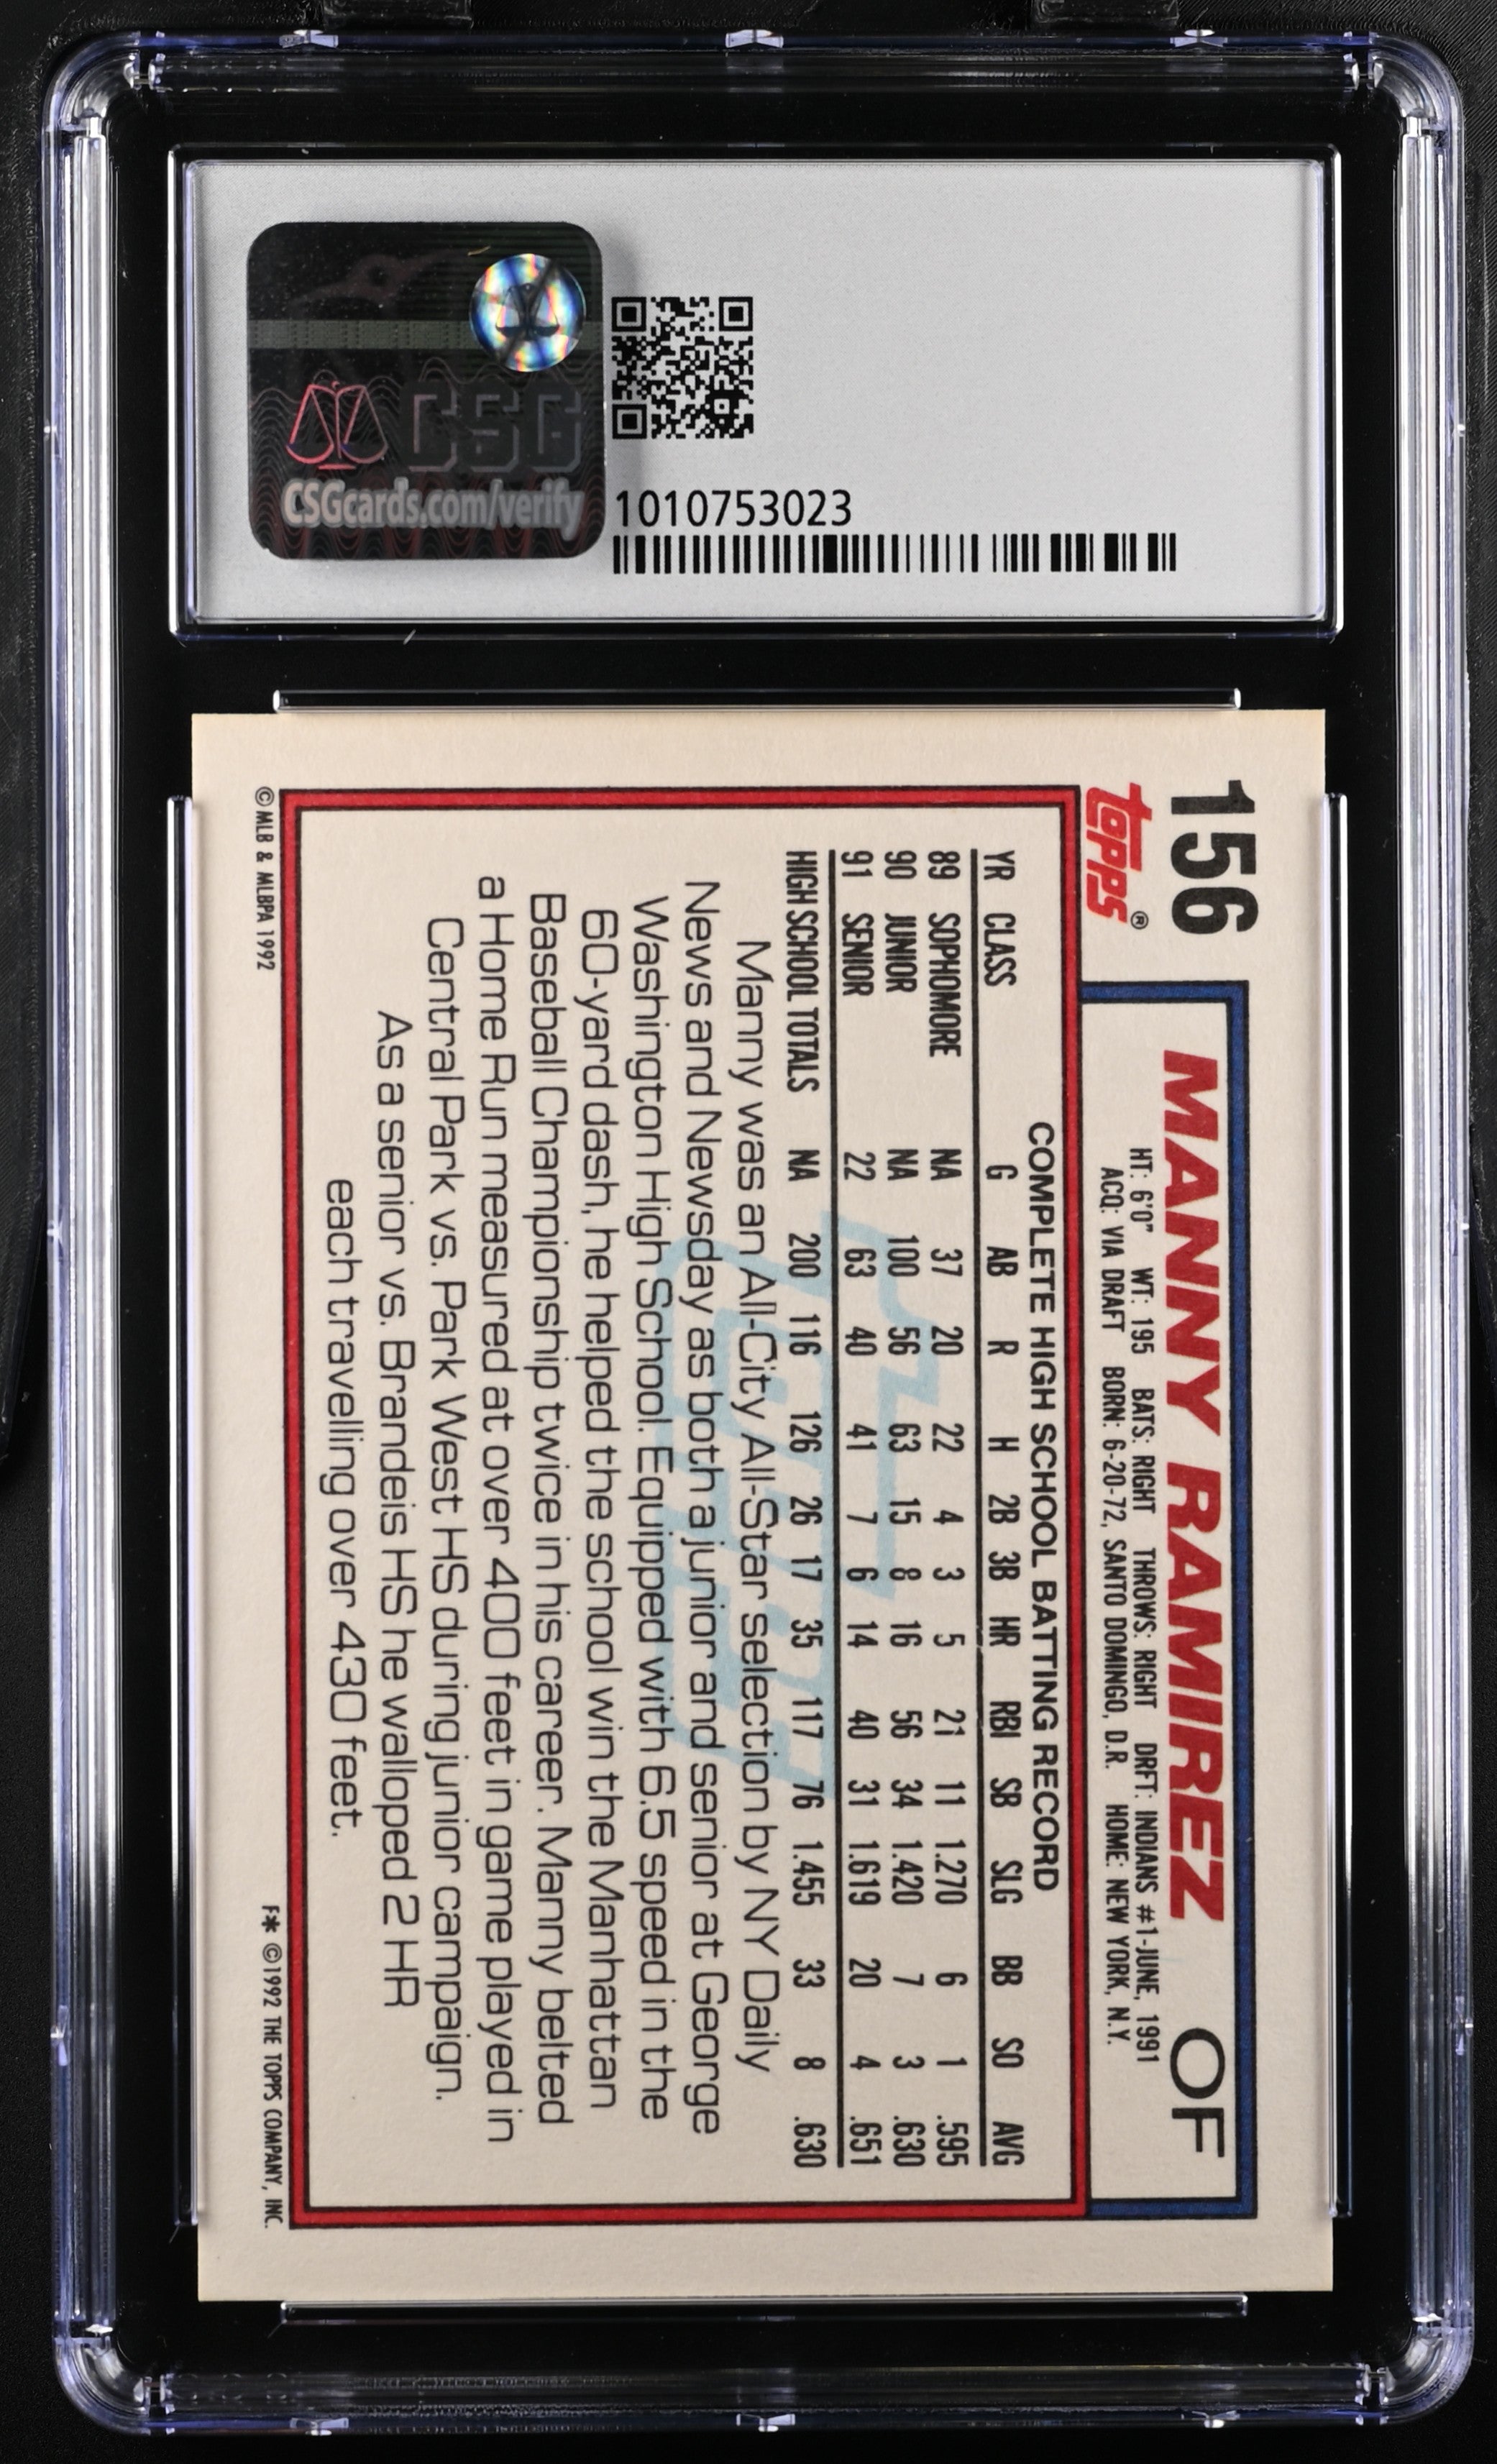 CSG
CSGcards.com/verify
1010753023
156
Topps®
MANNY RAMIREZ OF
HT: 6'0" WT: 195 BATS: RIGHT THROWS: RIGHT DRFT: INDIANS #1-JUNE, 1991
ACQ: VIA DRAFT BORN: 6-20-72, SANTO DOMINGO, D.R. HOME: NEW YORK, N.Y.
COMPLETE HIGH SCHOOL BATTING RECORD
YR CLASS G AB R H 2B 3B HR RBI SB SLG BB SO AVG
89 SOPHOMORE NA 37 20 22 4 3 5 21 11 1.270 6 1 .595
90 JUNIOR NA 100 56 63 15 8 16 56 34 1.420 7 3 .630
91 SENIOR 22 63 40 41 7 6 14 40 31 1.619 20 4 .651
HIGH SCHOOL TOTALS NA 200 116 126 26 17 35 117 76 1.455 33 8 .630
Manny was an All-City All-Star selection by NY Daily
News and Newsday as both a junior and senior at George
Washington High School. Equipped with 6.5 speed in the
60-yard dash, he helped the school win the Manhattan
Baseball Championship twice in his career. Manny belted
a Home Run measured at over 400 feet in game played in
Central Park vs. Park West HS during junior campaign.
As a senior vs. Brandeis HS he walloped 2 HR
each travelling over 430 feet.
© MLB & MLBPA 1992
F* ©1992 THE TOPPS COMPANY, INC.